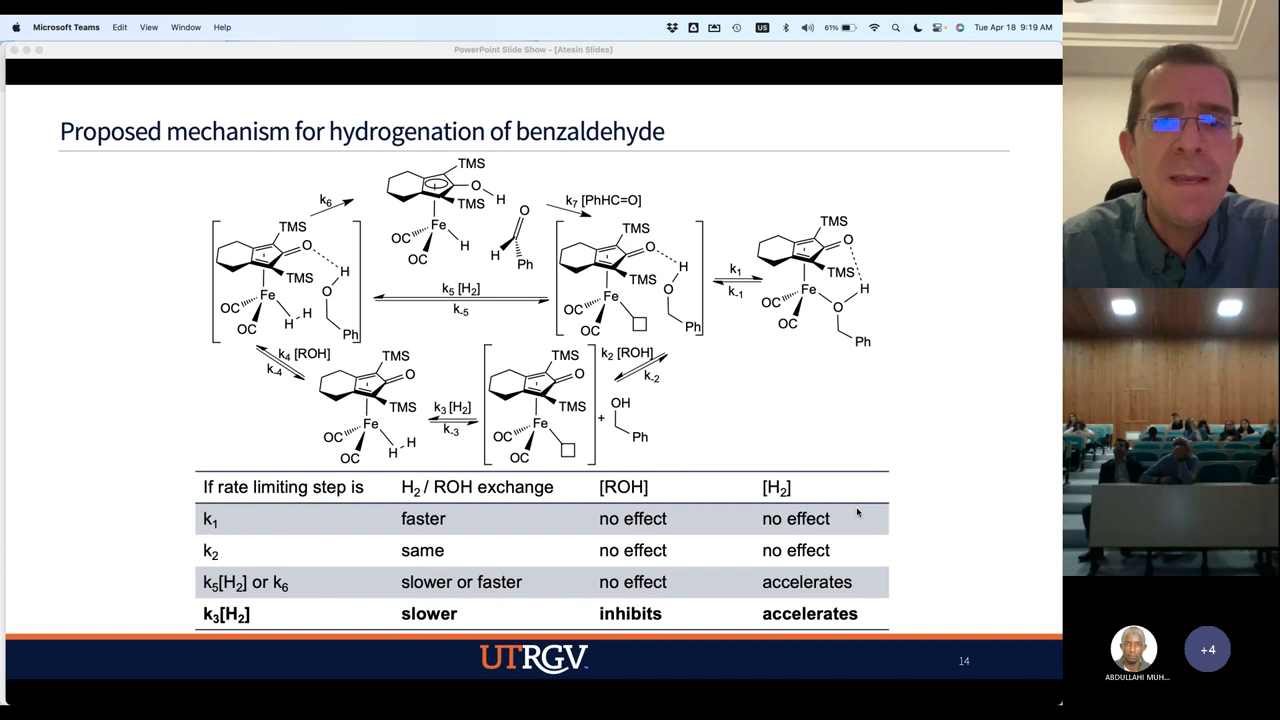 Microsoft Teams Edit View Window Help
US 61% Tue Apr 18 9:19 AM
PowerPoint Slide Show - [Atesin Slides]
Proposed mechanism for hydrogenation of benzaldehyde
TMS
O
H
TMS
Fe
OC
H
OC
k6
O
H
Ph
k7 [PhHC=O]
TMS
O
H
TMS
O
Fe
OC
OC
H H
Ph
k5 [H2]
k-5
TMS
O
H
TMS
O
Fe
OC
OC
Ph
k1
k-1
TMS
O
TMS
H
Fe
O
OC
OC
Ph
k4 [ROH]
k-4
TMS
O
TMS
Fe
OC
OC
H H
k3 [H2]
k-3
TMS
O
TMS
Fe
OC
OC
+
OH
Ph
k2 [ROH]
k-2
If rate limiting step is H2 / ROH exchange [ROH] [H2]
k1 faster no effect no effect
k2 same no effect no effect
k5[H2] or k6 slower or faster no effect accelerates
k3[H2] slower inhibits accelerates
UTRGV
14
ABDULLAHI MUH...
+4